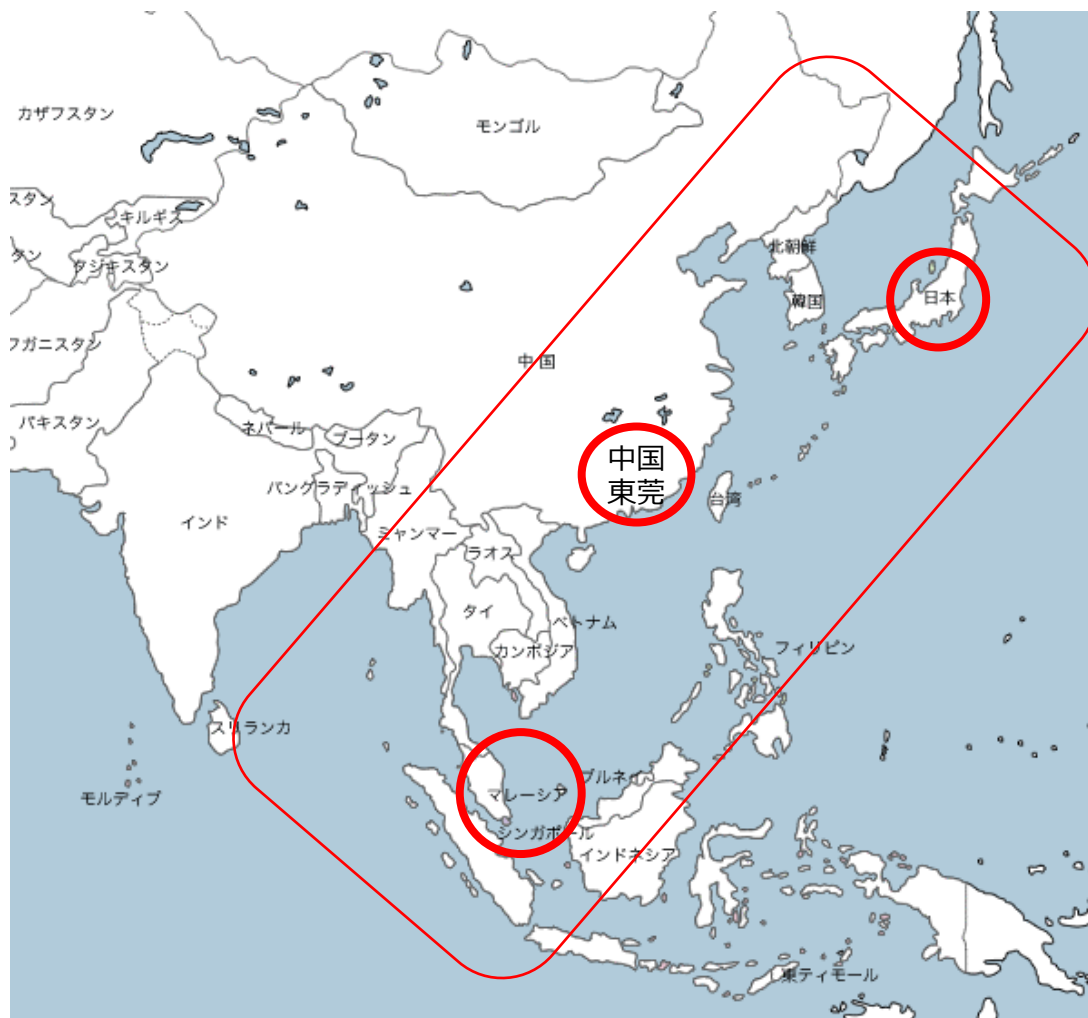 カザフスタン
モンゴル
スタン
キルギス
タン
タジキスタン
北朝鮮
日本
韓国
フガニスタン
中 国
パキスタン
ネパール
ブータン
中国
東莞
バングラディッシュ
台湾
インド
ミャンマー
ラオス
タイ
ベトナム
カンボジア
フィリピン
スリランカ
ブルネイ
モルディブ
マレーシア
シンガポール
インドネシア
東ティモール